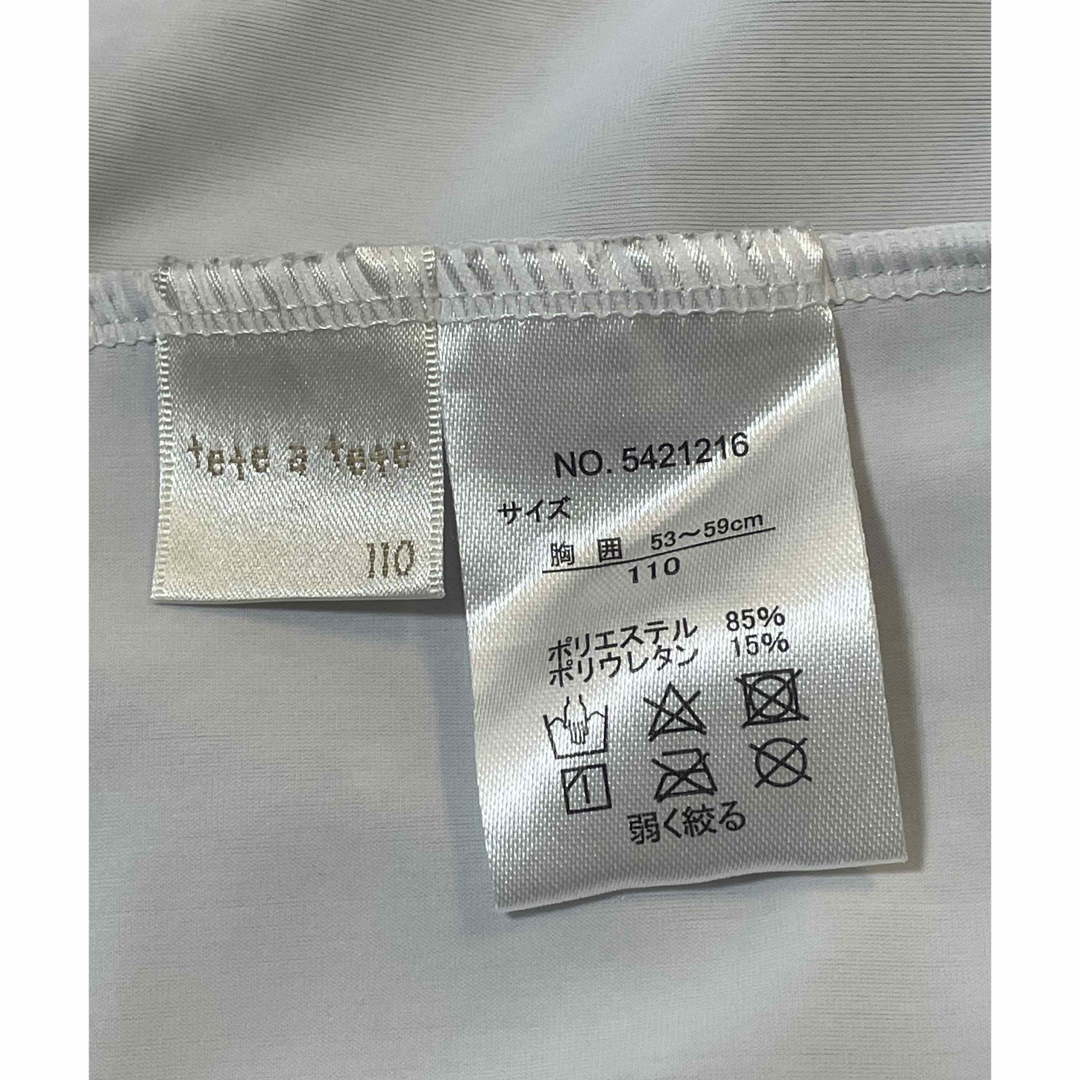 tete a tete
110
NO. 5421216
サイズ
胸 囲 53～59cm
110
ポリエステル 85%
ポリウレタン 15%
弱く絞る